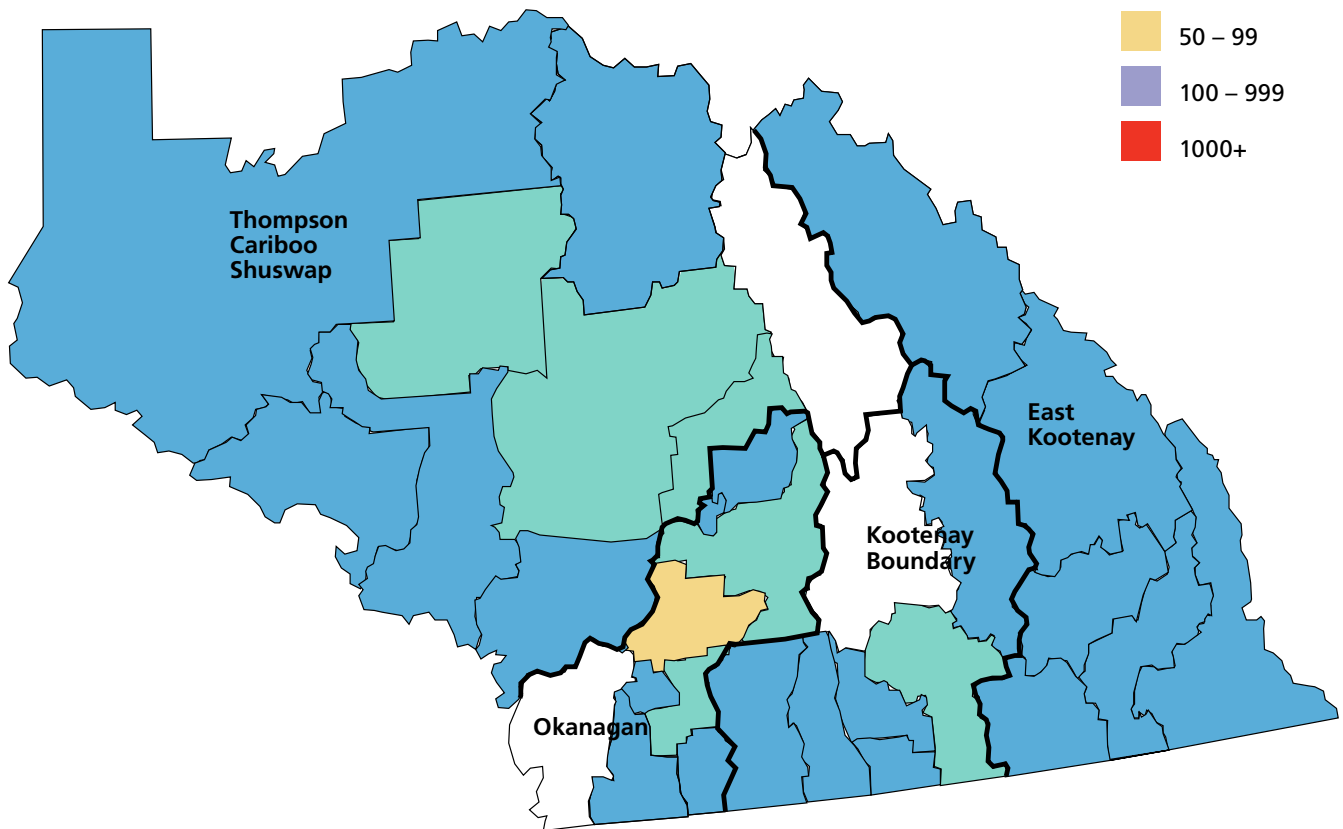 50 – 99
100 – 999
1000+
Thompson
Cariboo
Shuswap
East
Kootenay
Kootenay
Boundary
Okanagan